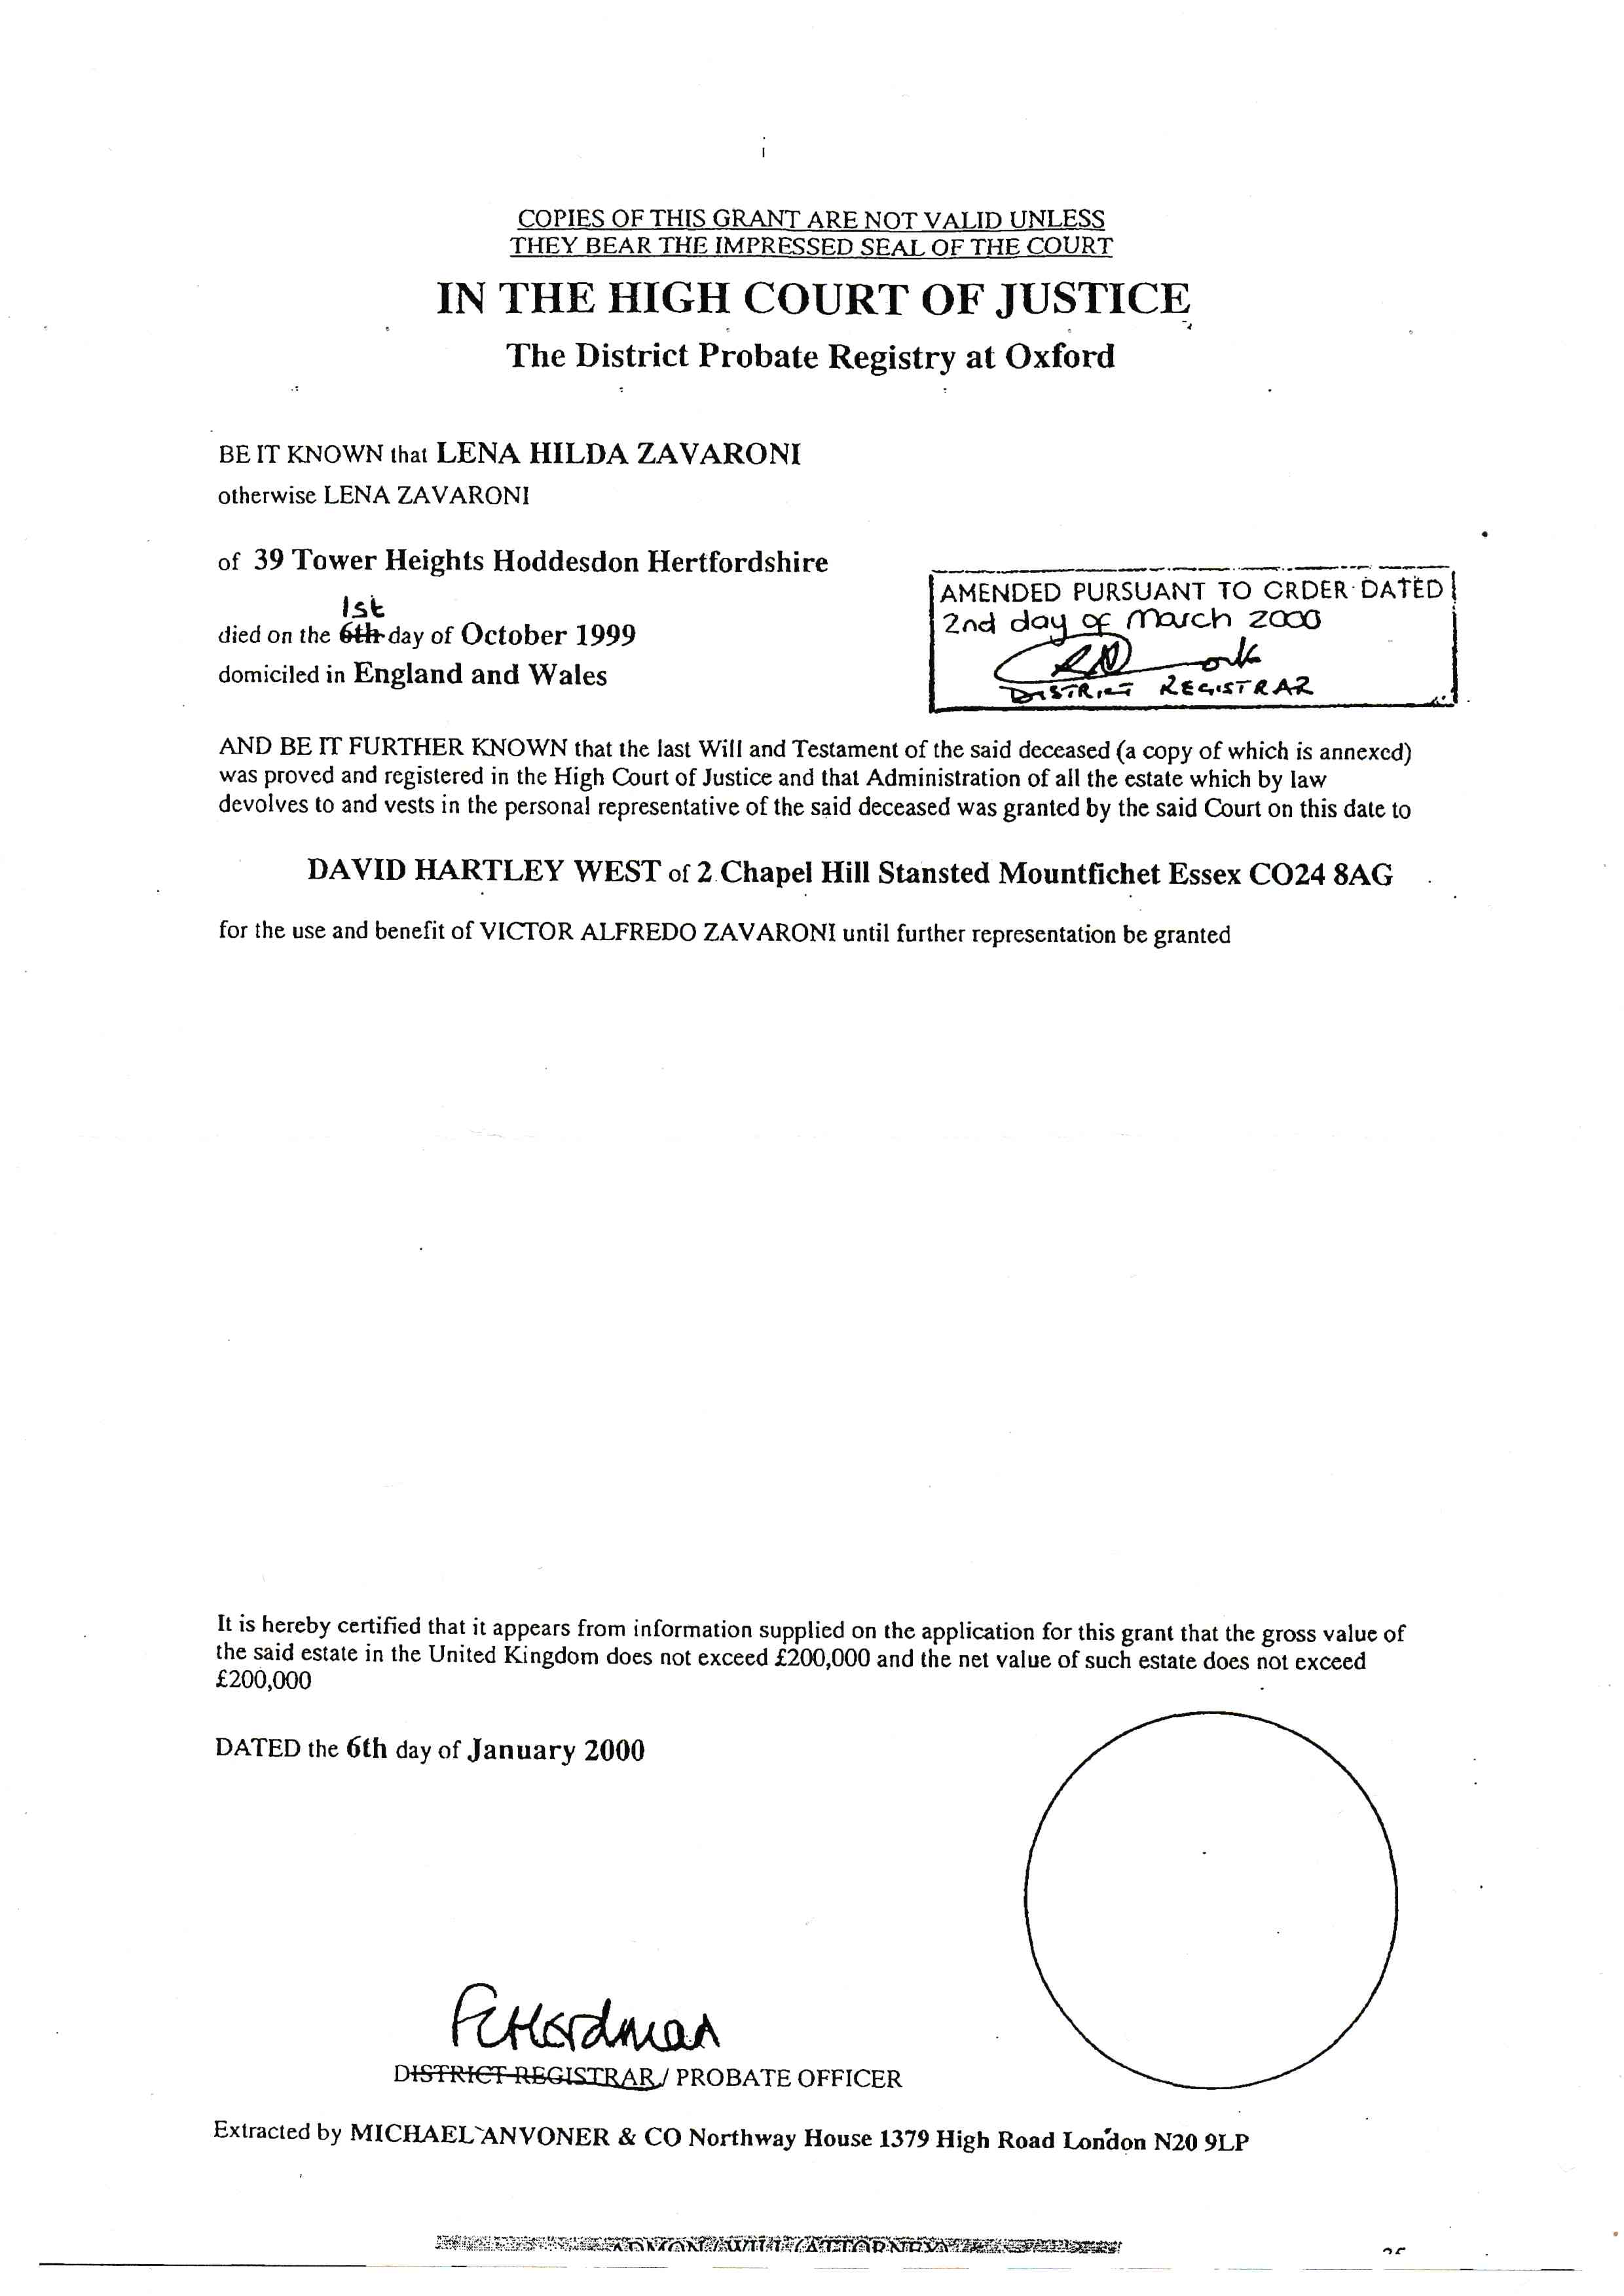 COPIES OF THIS GRANT ARE NOT VALID UNLESS
THEY BEAR THE IMPRESSED SEAL OF THE COURT
IN THE HIGH COURT OF JUSTICE
The District Probate Registry at Oxford
BE IT KNOWN that LENA HILDA ZAVARONI
otherwise LENA ZAVARONI
of 39 Tower Heights Hoddesdon Hertfordshire
1st
died on the 6th day of October 1999
domiciled in England and Wales
AMENDED PURSUANT TO ORDER DATED
2nd day of March 2000
DISTRICT REGISTRAR
AND BE IT FURTHER KNOWN that the last Will and Testament of the said deceased (a copy of which is annexed)
was proved and registered in the High Court of Justice and that Administration of all the estate which by law
devolves to and vests in the personal representative of the said deceased was granted by the said Court on this date to
DAVID HARTLEY WEST of 2 Chapel Hill Stansted Mountfichet Essex CO24 8AG
for the use and benefit of VICTOR ALFREDO ZAVARONI until further representation be granted
It is hereby certified that it appears from information supplied on the application for this grant that the gross value of
the said estate in the United Kingdom does not exceed £200,000 and the net value of such estate does not exceed
£200,000
DATED the 6th day of January 2000
DISTRICT REGISTRAR / PROBATE OFFICER
Extracted by MICHAEL ANVONER & CO Northway House 1379 High Road London N20 9LP